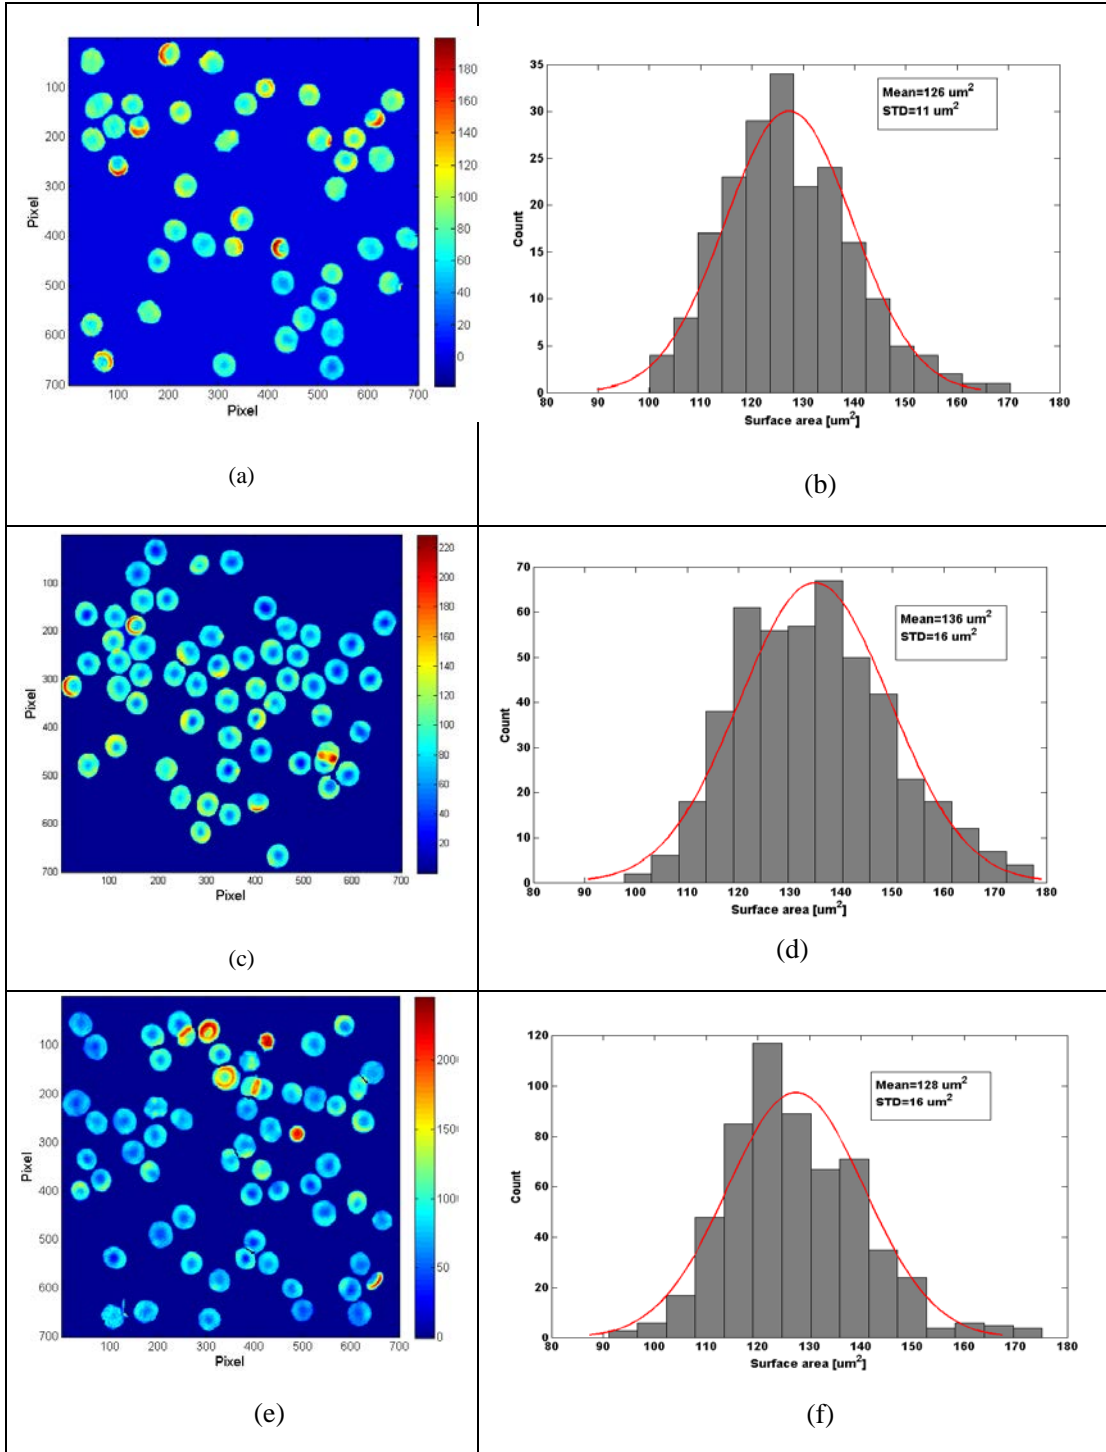 200
180
160
140
120
100
80
60
40
20
0
100
200
300
400
500
600
700
Pixel
100 200 300 400 500 600 700
Pixel
(a)
35
30
25
20
15
10
5
0
Count
Mean=126 um²
STD=11 um²
80 90 100 110 120 130 140 150 160 170 180
Surface area [um²]
(b)
220
200
180
160
140
120
100
80
60
40
20
100
200
300
400
500
600
700
Pixel
100 200 300 400 500 600 700
Pixel
(c)
70
60
50
40
30
20
10
0
Count
Mean=136 um²
STD=16 um²
80 90 100 110 120 130 140 150 160 170 180
Surface area [um²]
(d)
200
150
100
50
0
100
200
300
400
500
600
700
Pixel
100 200 300 400 500 600 700
Pixel
(e)
120
100
80
60
40
20
0
Count
Mean=128 um²
STD=16 um²
80 90 100 110 120 130 140 150 160 170 180
Surface area [um²]
(f)